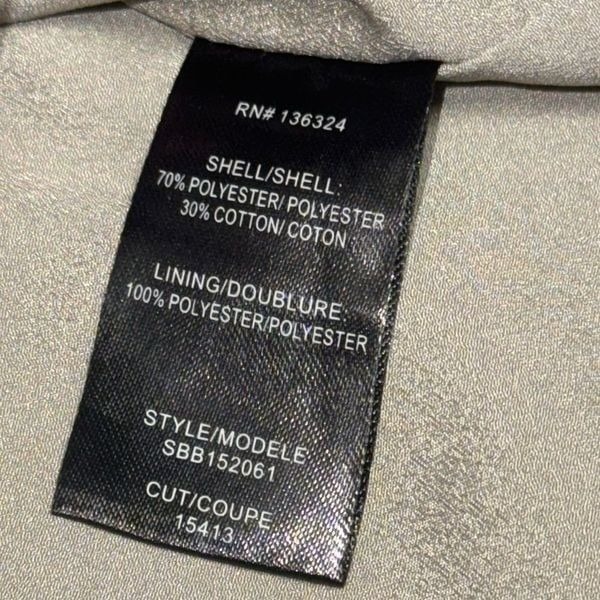 RN# 136324
SHELL/SHELL:
70% POLYESTER/ POLYESTER
30% COTTON/ COTON
LINING/DOUBLURE:
100% POLYESTER/POLYESTER
STYLE/MODELE
SBB152061
CUT/COUPE
15413